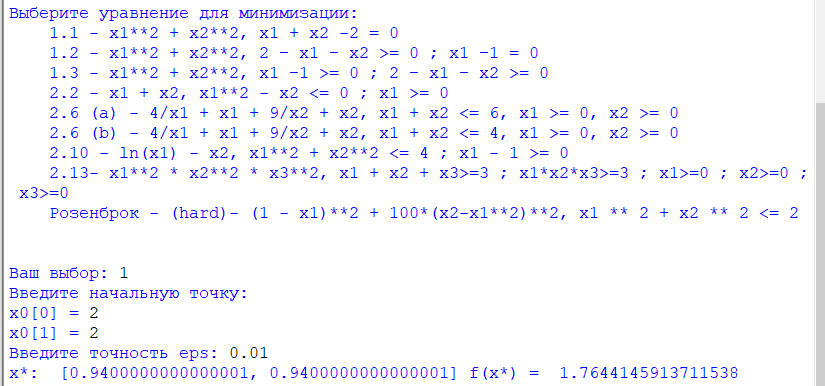 Выберите уравнение для минимизации:
1.1 - x1**2 + x2**2, x1 + x2 -2 = 0
1.2 - x1**2 + x2**2, 2 - x1 - x2 >= 0 ; x1 -1 = 0
1.3 - x1**2 + x2**2, x1 -1 >= 0 ; 2 - x1 - x2 >= 0
2.2 - x1 + x2, x1**2 - x2 <= 0 ; x1 >= 0
2.6 (a) - 4/x1 + x1 + 9/x2 + x2, x1 + x2 <= 6, x1 >= 0, x2 >= 0
2.6 (b) - 4/x1 + x1 + 9/x2 + x2, x1 + x2 <= 4, x1 >= 0, x2 >= 0
2.10 - ln(x1) - x2, x1**2 + x2**2 <= 4 ; x1 - 1 >= 0
2.13- x1**2 * x2**2 * x3**2, x1 + x2 + x3>=3 ; x1*x2*x3>=3 ; x1>=0 ; x2>=0 ;
x3>=0
Розенброк - (hard)- (1 - x1)**2 + 100*(x2-x1**2)**2, x1 ** 2 + x2 ** 2 <= 2
Ваш выбор: 1
Введите начальную точку:
x0[0] = 2
x0[1] = 2
Введите точность eps: 0.01
x*:  [0.9400000000000001, 0.9400000000000001] f(x*) =  1.7644145913711538